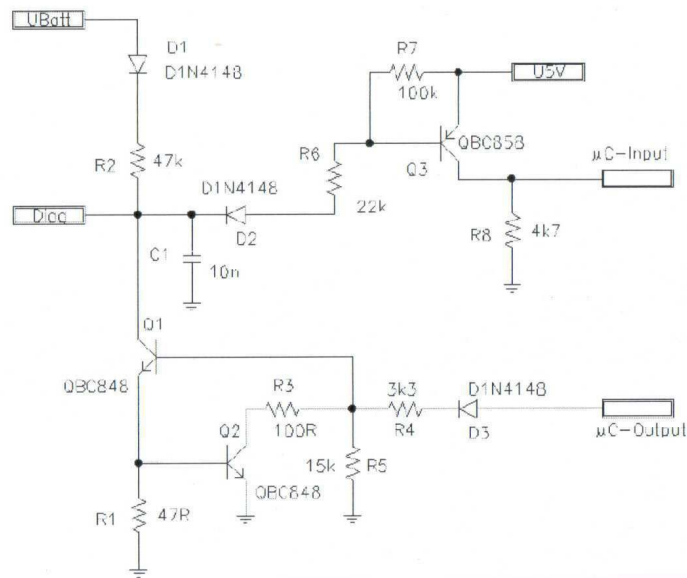 UBatt
D1
D1N4148
R7
100k
U5V
QBC858
Q3
µC-Input
R2
47k
R6
22k
D1N4148
D2
Diag
R8
4k7
C1
10n
Q1
QBC848
R3
100R
3k3
R4
D1N4148
D3
µC-Output
Q2
QBC848
15k
R5
R1
47R